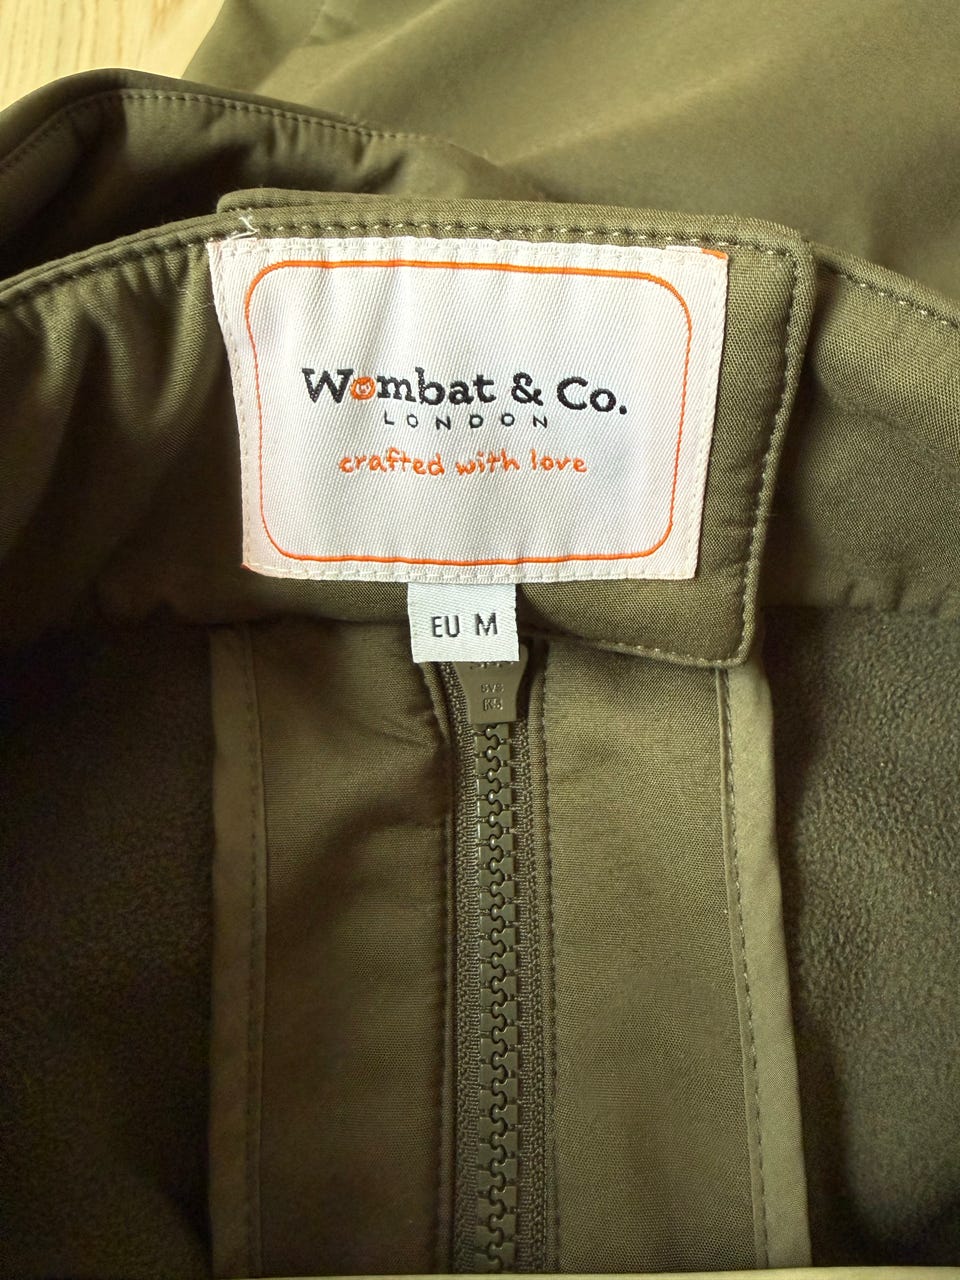 Wombat & Co.
LONDON
crafted with love
EU M